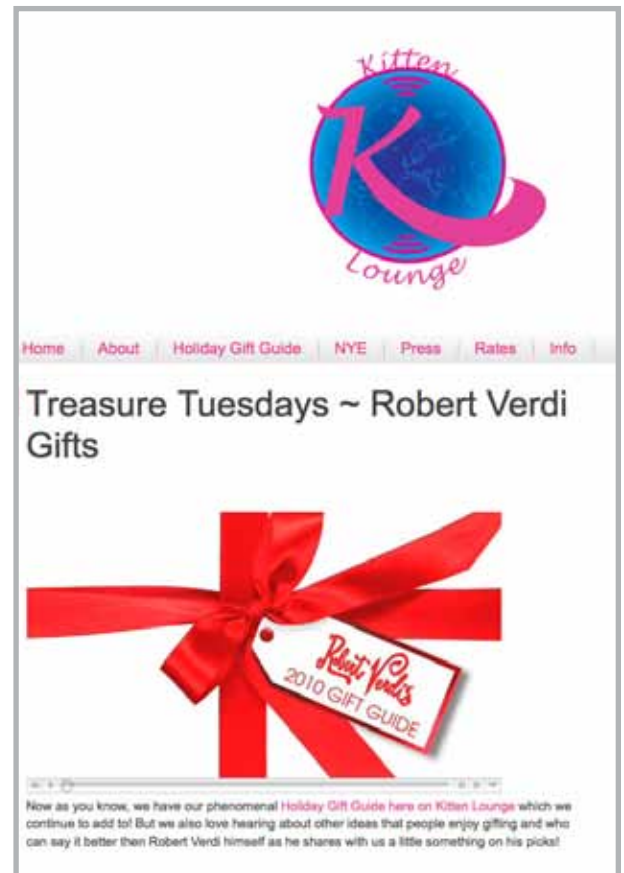 Kitten
K
Lounge
Home About Holiday Gift Guide NYE Press Rates Info
Treasure Tuesdays ~ Robert Verdi
Gifts
Robert Verdi's
2010 GIFT GUIDE
Now as you know, we have our phenomenal Holiday Gift Guide here on Kitten Lounge which we
continue to add to! But we also love hearing about other ideas that people enjoy gifting and who
can say it better then Robert Verdi himself as he shares with us a little something on his picks!